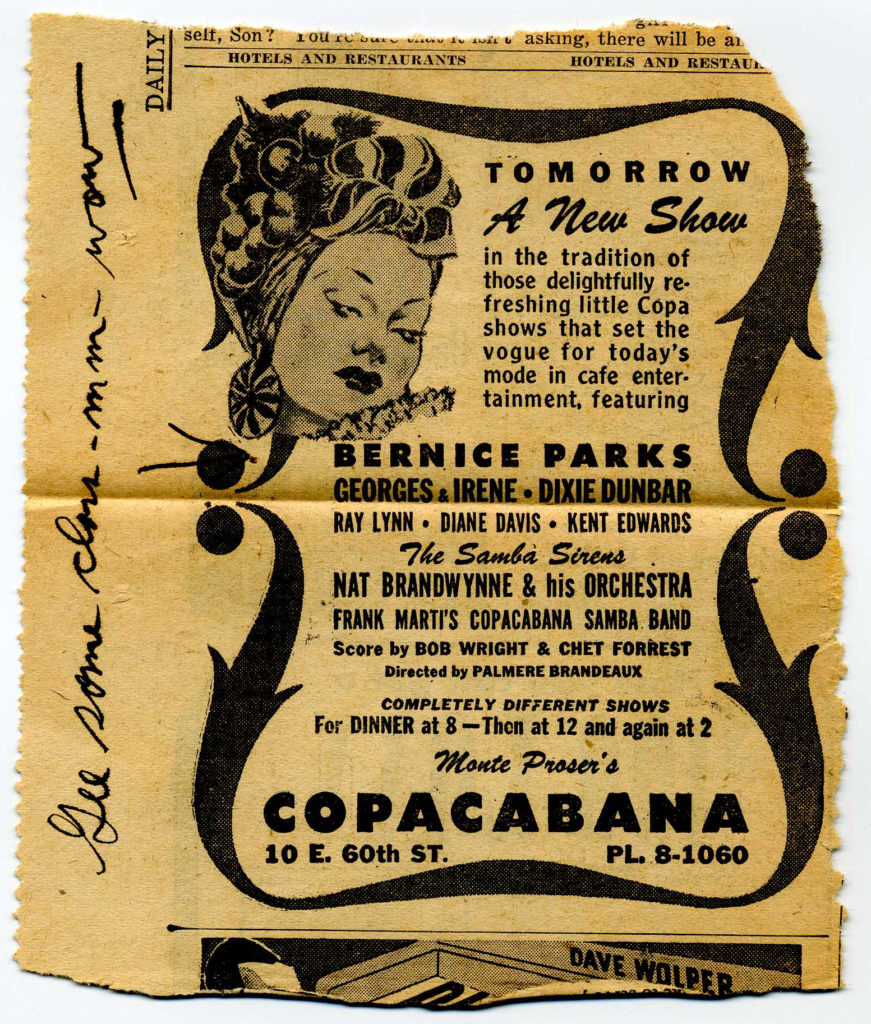 self, Son? You're sure that it isn't asking, there will be
HOTELS AND RESTAURANTS
HOTELS AND
DAILY
TOMORROW
A New Show
in the tradition of
those delightfully re-
freshing little Copa
shows that set the
vogue for today's
mode in cafe enter-
tainment, featuring
BERNICE PARKS
GEORGES & IRENE • DIXIE DUNBAR
RAY LYNN • DIANE DAVIS • KENT EDWARDS
The Samba Sirens
NAT BRANDWYNNE & his ORCHESTRA
FRANK MARTI'S COPACABANA SAMBA BAND
Score by BOB WRIGHT & CHET FORREST
Directed by PALMERE BRANDEAUX
COMPLETELY DIFFERENT SHOWS
For DINNER at 8—Then at 12 and again at 2
Monte Proser's
COPACABANA
10 E. 60th ST. PL. 8-1060
DAVE WOLPER
Gee some class-mm-wow